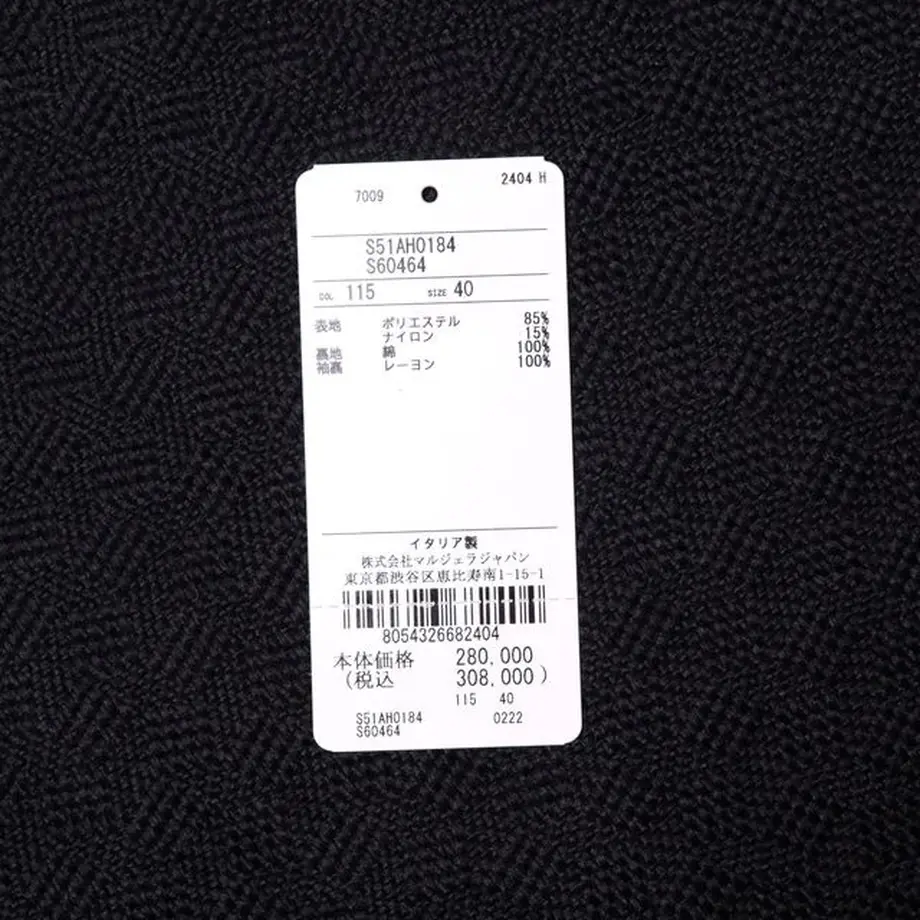 2404 H
7009
S51AH0184
S60464
COL 115 SIZE 40
表地 ポリエステル 85%
ナイロン 15%
裏地 綿 100%
袖裏 レーヨン 100%
イタリア製
株式会社マルジェラジャパン
東京都渋谷区恵比寿南1-15-1
8054326682404
本体価格 280,000
(税込 308,000 )
115 40
S51AH0184 0222
S60464